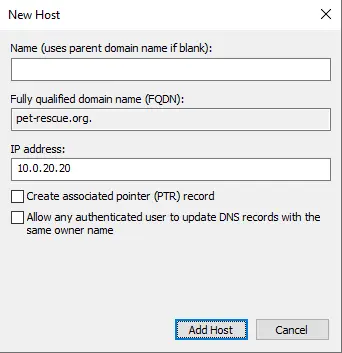 New Host
Name (uses parent domain name if blank):
Fully qualified domain name (FQDN):
pet-rescue.org.
IP address:
10.0.20.20
Create associated pointer (PTR) record
Allow any authenticated user to update DNS records with the
same owner name
Add Host
Cancel